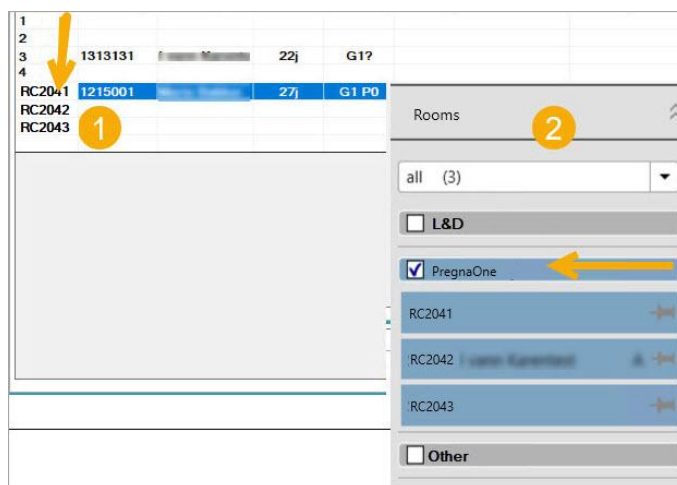 1
2
3 1313131 22j G1?
4
RC2041 1215001 27j G1 P0
RC2042
RC2043
1
Rooms
2
all (3)
L&D
PregnaOne
RC2041
RC2042 A
RC2043
Other